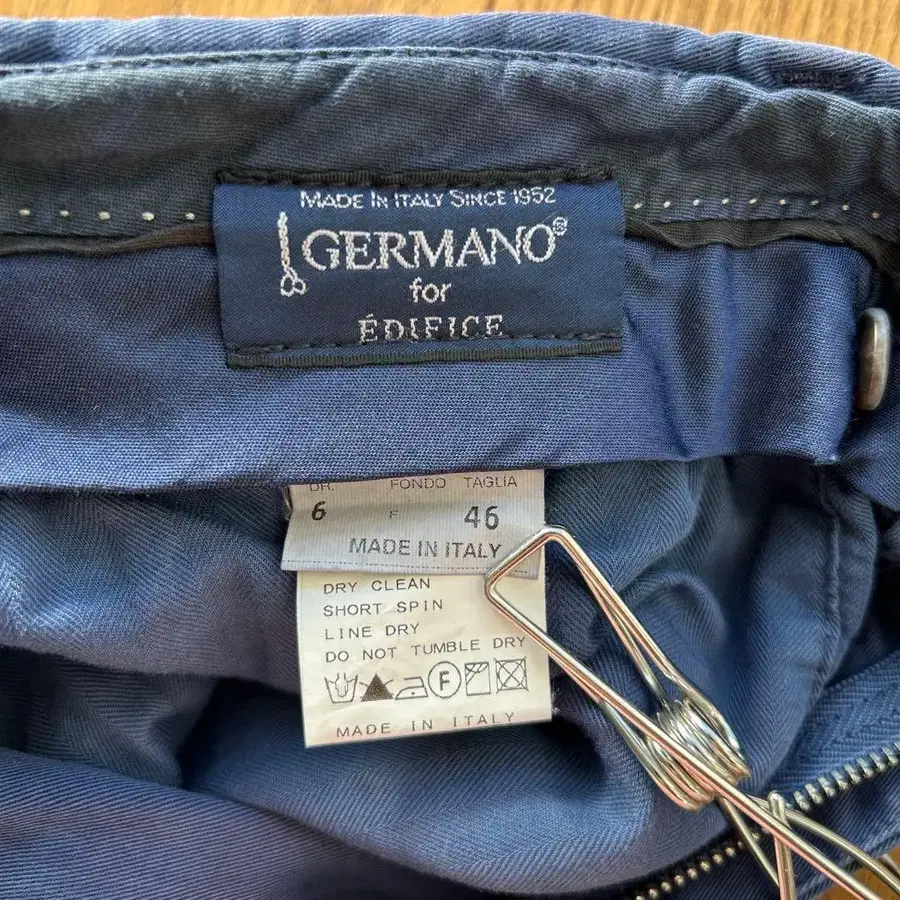 MADE IN ITALY SINCE 1952
GERMANO®
for
ÉDIFICE
DR. FONDO TAGLIA
6 F 46
MADE IN ITALY
DRY CLEAN
SHORT SPIN
LINE DRY
DO NOT TUMBLE DRY
F
MADE IN ITALY